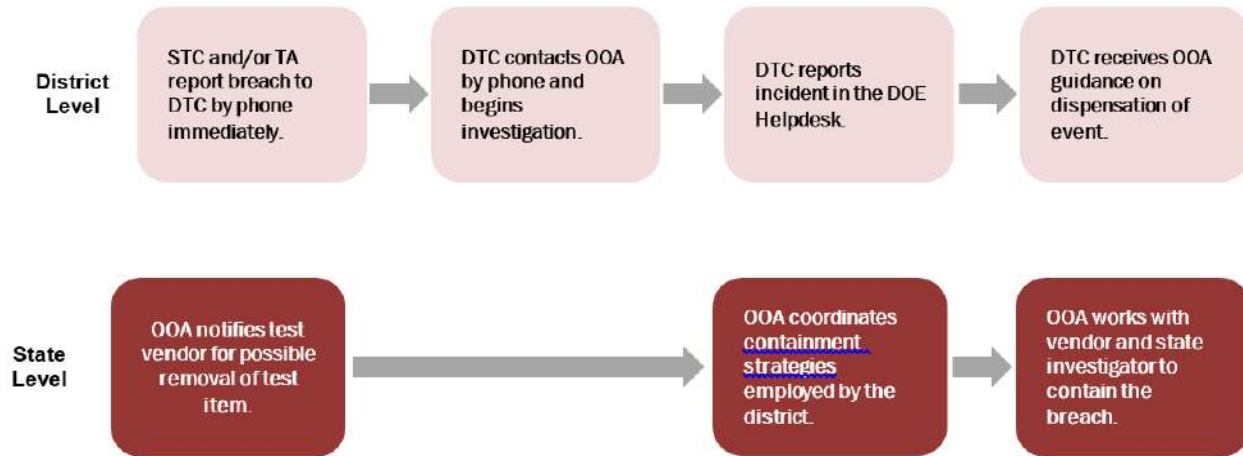 District
Level
STC and/or TA
report breach to
DTC by phone
immediately.
DTC contacts OOA
by phone and
begins
investigation.
DTC reports
incident in the DOE
Helpdesk.
DTC receives OOA
guidance on
dispensation of
event.
State
Level
OOA notifies test
vendor for possible
removal of test
item.
OOA coordinates
containment
strategies
employed by the
district.
OOA works with
vendor and state
investigator to
contain the
breach.